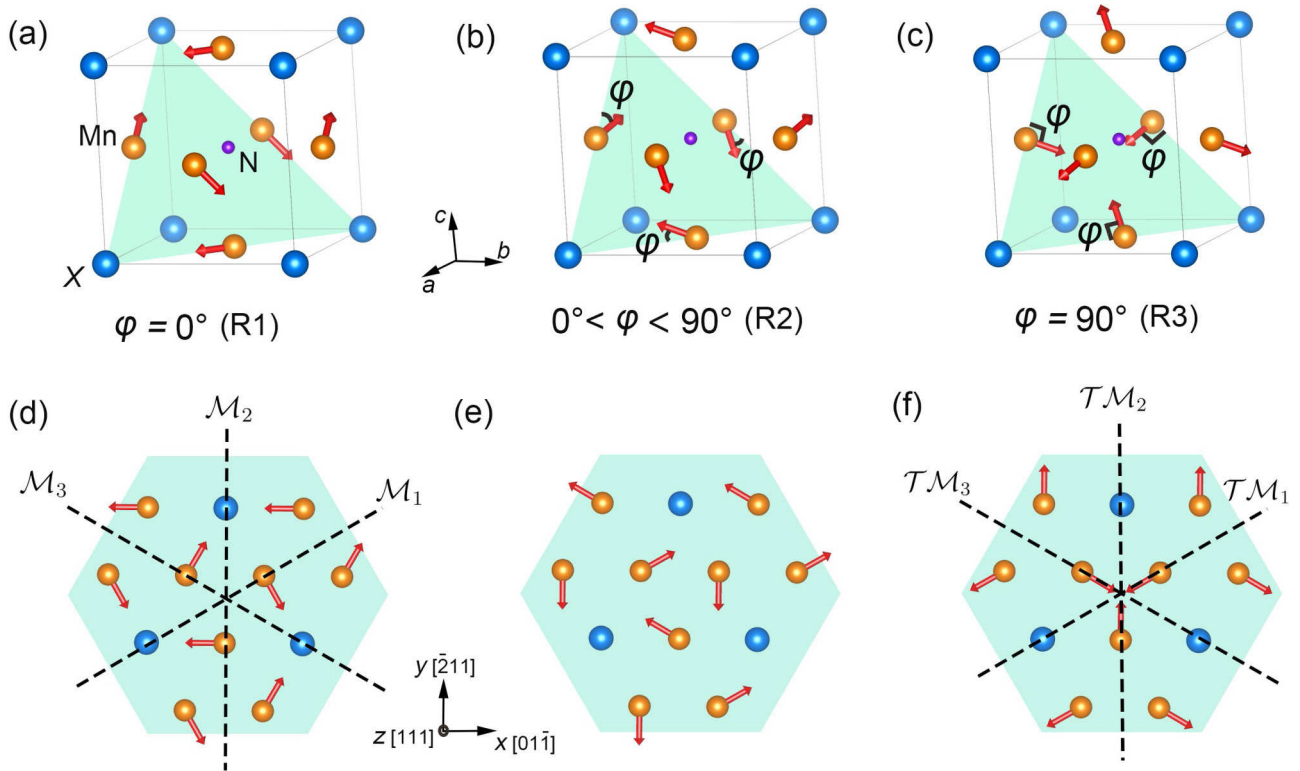 (a)
Mn
N
X
φ = 0° (R1)
(b)
φ
φ
φ
c
b
a
0°< φ < 90° (R2)
(c)
φ
φ
φ
φ = 90° (R3)
(d)
ℳ₂
ℳ₃
ℳ₁
(e)
y [2̄11]
z [111]
x [011̄]
(f)
𝒯ℳ₂
𝒯ℳ₃
𝒯ℳ₁